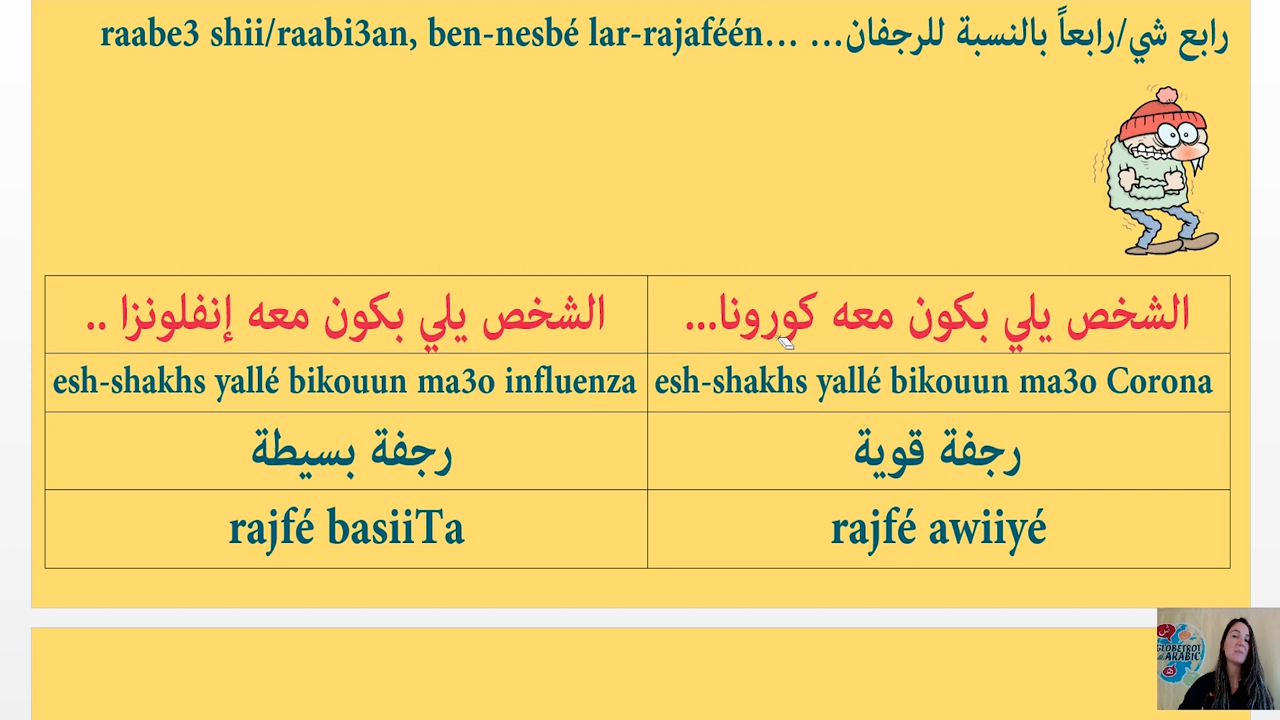 رابع شي/رابعاً بالنسبة للرجفان... ...raabe3 shii/raabi3an, ben-nesbé lar-rajaféén
الشخص يلي بكون معه كورونا...
الشخص يلي بكون معه إنفلونزا ..
esh-shakhs yallé bikouun ma3o Corona
esh-shakhs yallé bikouun ma3o influenza
رجفة قوية
رجفة بسيطة
rajfé awiiyé
rajfé basiiTa
GLOBETROT
ARABIC